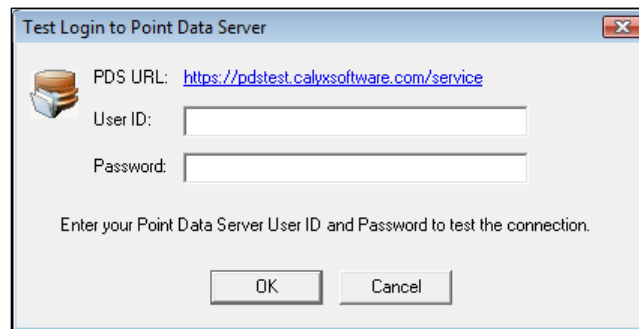 Test Login to Point Data Server
PDS URL: https://pdstest.calyxsoftware.com/service
User ID:
Password:
Enter your Point Data Server User ID and Password to test the connection.
OK Cancel